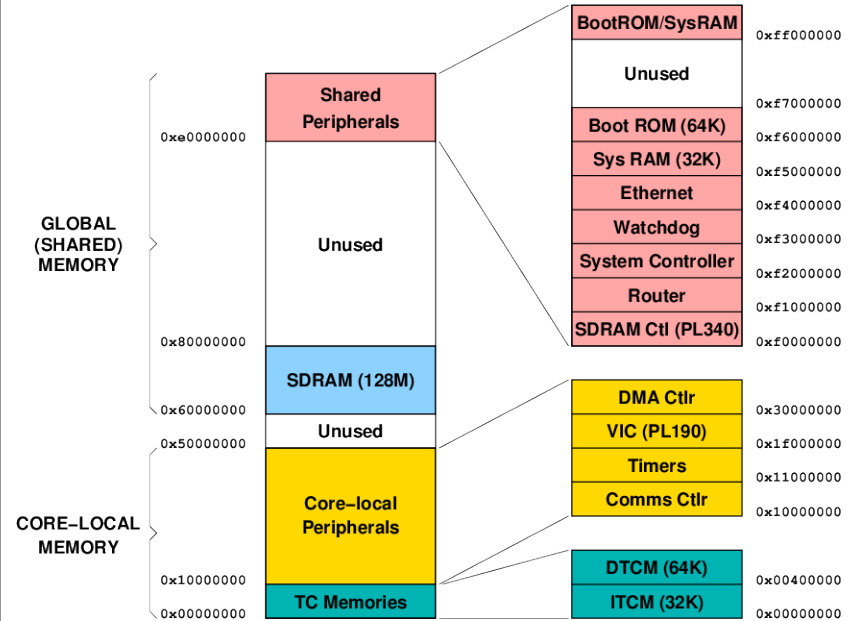 BootROM/SysRAM
0xff000000
Unused
0xf7000000
Boot ROM (64K)
0xf6000000
Sys RAM (32K)
0xf5000000
Ethernet
0xf4000000
Watchdog
0xf3000000
System Controller
0xf2000000
Router
0xf1000000
SDRAM Ctl (PL340)
0xf0000000
Shared
Peripherals
0xe0000000
GLOBAL
(SHARED)
MEMORY
Unused
0x80000000
SDRAM (128M)
0x60000000
Unused
0x50000000
DMA Ctlr
0x30000000
VIC (PL190)
0x1f000000
Timers
0x11000000
Comms Ctlr
0x10000000
Core–local
Peripherals
CORE–LOCAL
MEMORY
0x10000000
TC Memories
0x00000000
DTCM (64K)
0x00400000
ITCM (32K)
0x00000000